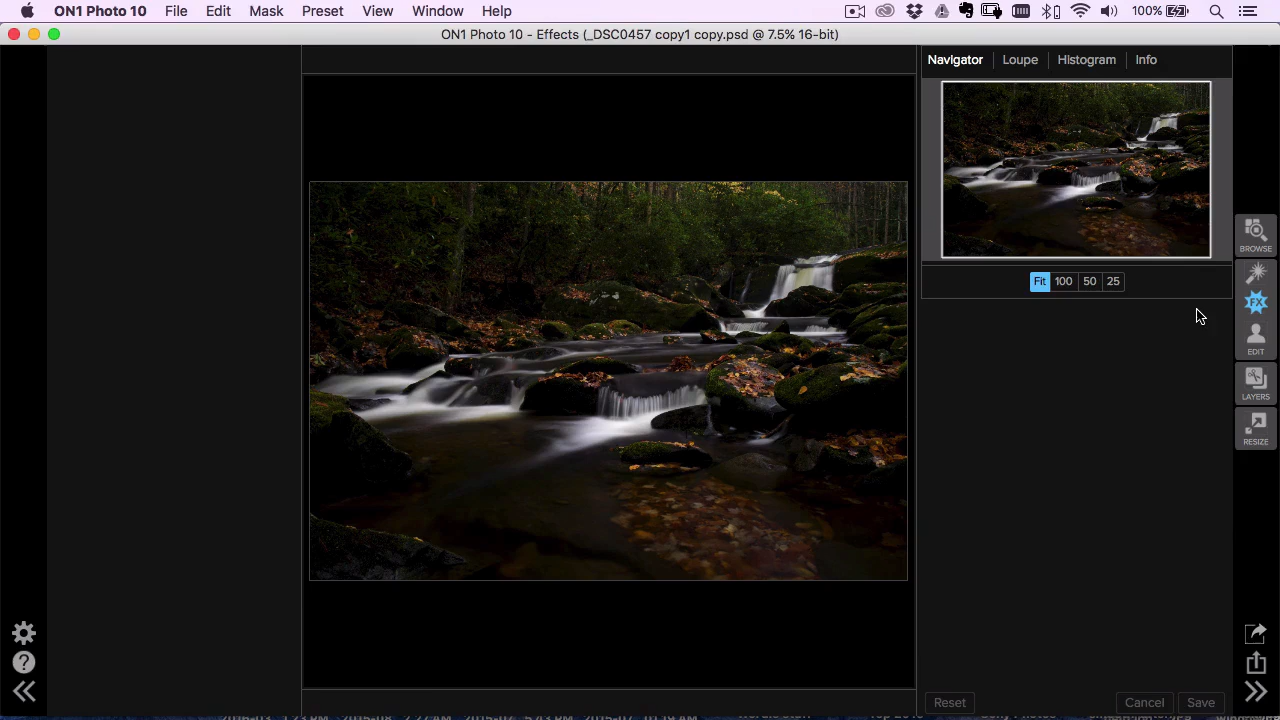 ON1 Photo 10 File Edit Mask Preset View Window Help 100%
ON1 Photo 10 - Effects (_DSC0457 copy1 copy.psd @ 7.5% 16-bit)
Navigator Loupe Histogram Info
Fit 100 50 25
BROWSE
FX
EDIT
LAYERS
RESIZE
Reset Cancel Save